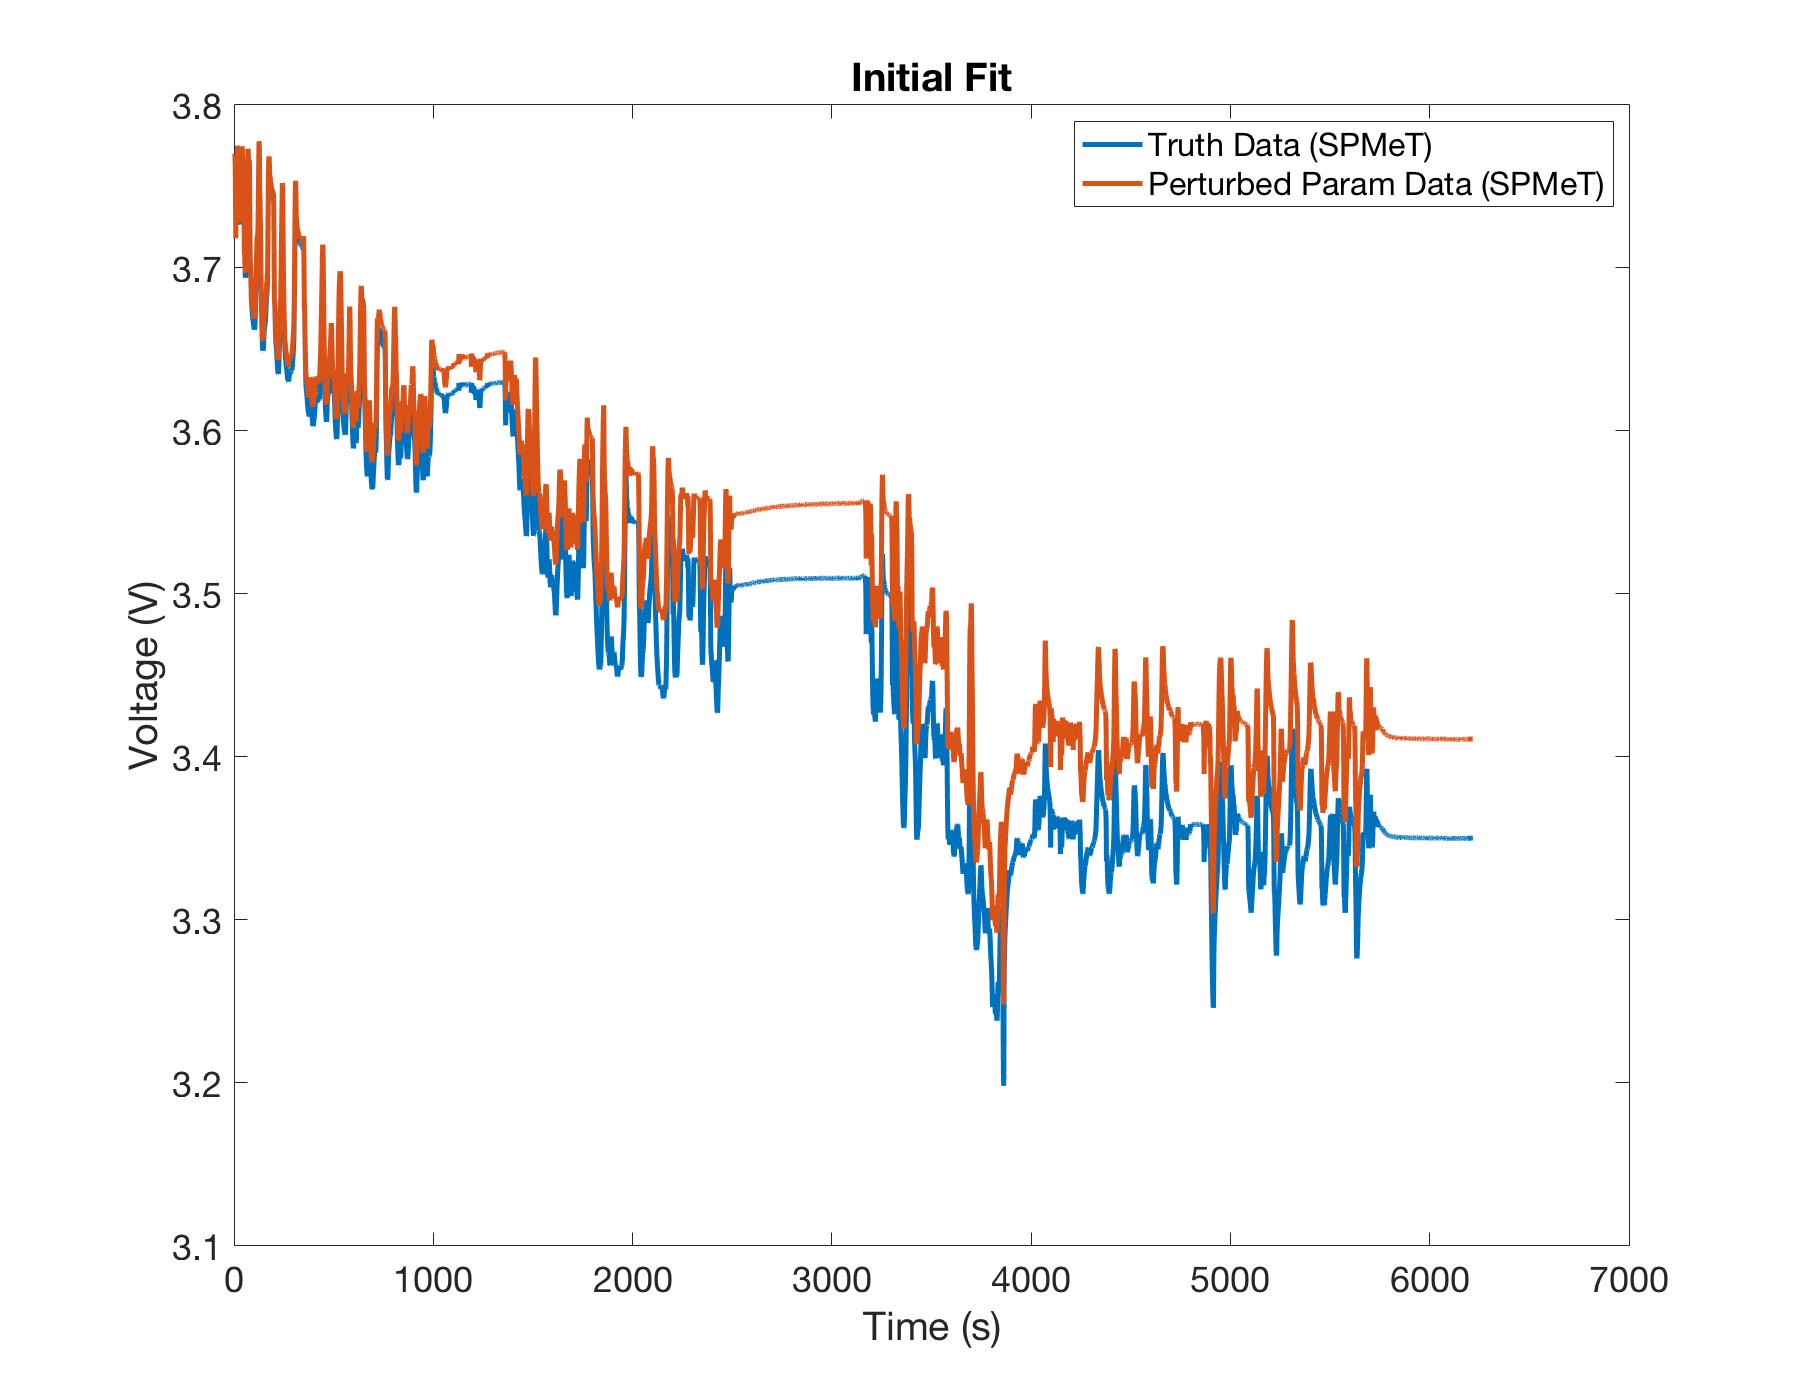 Initial Fit
3.8
3.7
3.6
3.5
3.4
3.3
3.2
3.1
Voltage (V)
Truth Data (SPMeT)
Perturbed Param Data (SPMeT)
0 1000 2000 3000 4000 5000 6000 7000
Time (s)